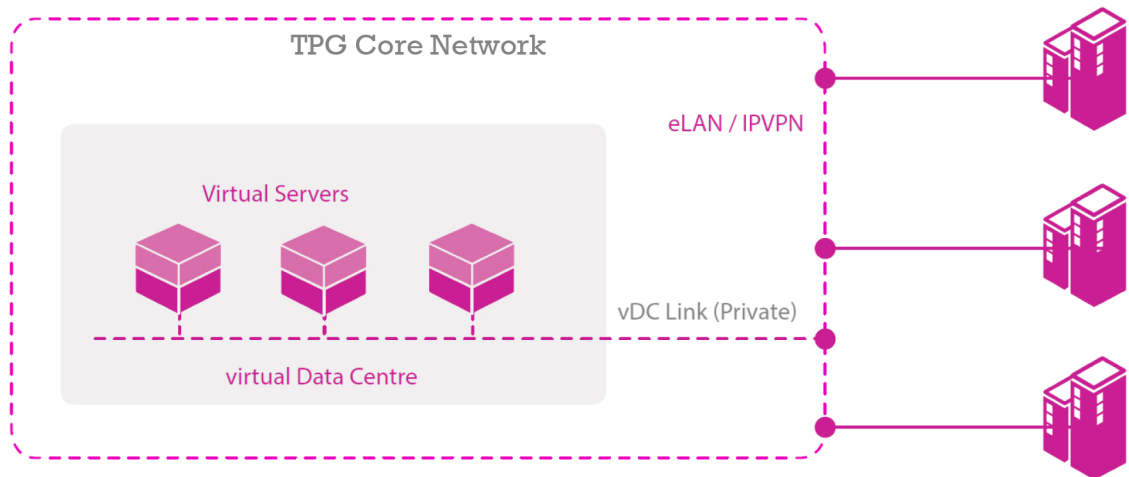 TPG Core Network
eLAN / IPVPN
Virtual Servers
vDC Link (Private)
virtual Data Centre